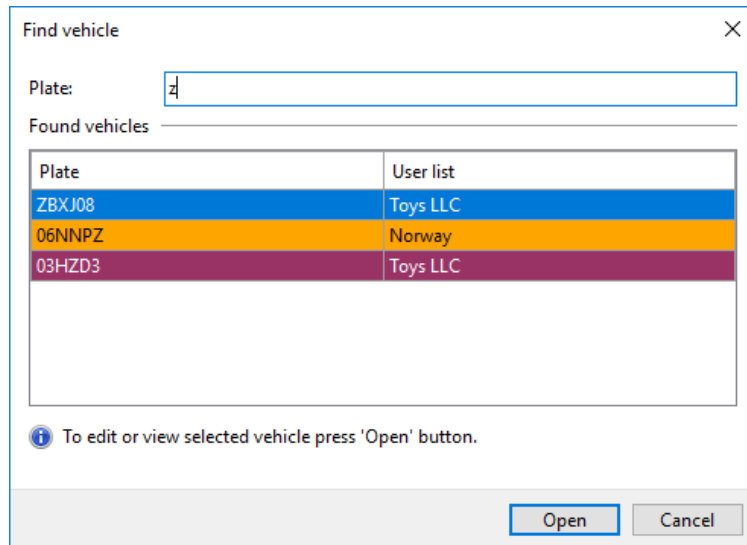 Find vehicle
Plate: z
Found vehicles
Plate User list
ZBXJ08 Toys LLC
06NNPZ Norway
03HZD3 Toys LLC
To edit or view selected vehicle press 'Open' button.
Open Cancel